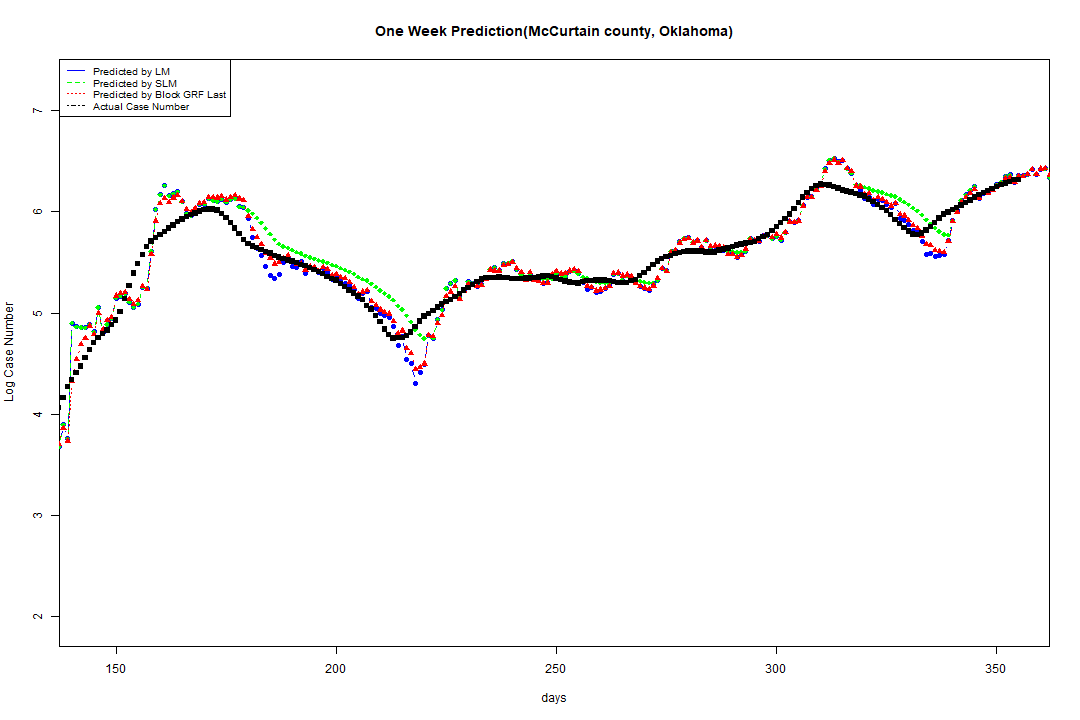 One Week Prediction(McCurtain county, Oklahoma)
Predicted by LM
Predicted by SLM
Predicted by Block GRF Last
Actual Case Number
7
6
5
4
3
2
Log Case Number
150 200 250 300 350
days